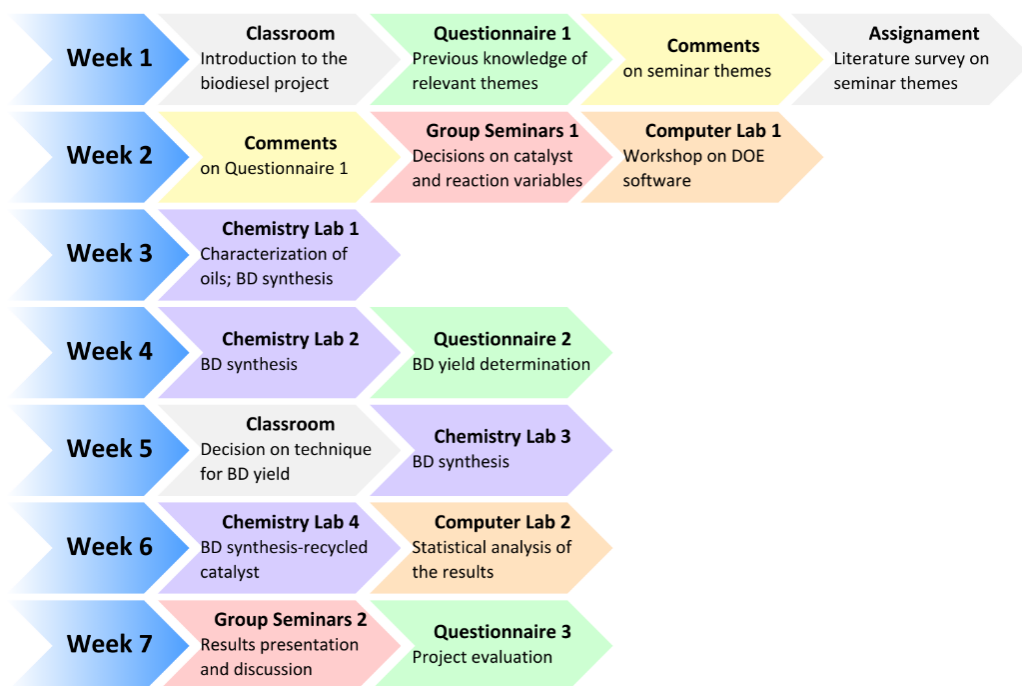 Week 1
Classroom
Introduction to the
biodiesel project
Questionnaire 1
Previous knowledge of
relevant themes
Comments
on seminar themes
Assignament
Literature survey on
seminar themes
Week 2
Comments
on Questionnaire 1
Group Seminars 1
Decisions on catalyst
and reaction variables
Computer Lab 1
Workshop on DOE
software
Week 3
Chemistry Lab 1
Characterization of
oils; BD synthesis
Week 4
Chemistry Lab 2
BD synthesis
Questionnaire 2
BD yield determination
Week 5
Classroom
Decision on technique
for BD yield
Chemistry Lab 3
BD synthesis
Week 6
Chemistry Lab 4
BD synthesis-recycled
catalyst
Computer Lab 2
Statistical analysis of
the results
Week 7
Group Seminars 2
Results presentation
and discussion
Questionnaire 3
Project evaluation